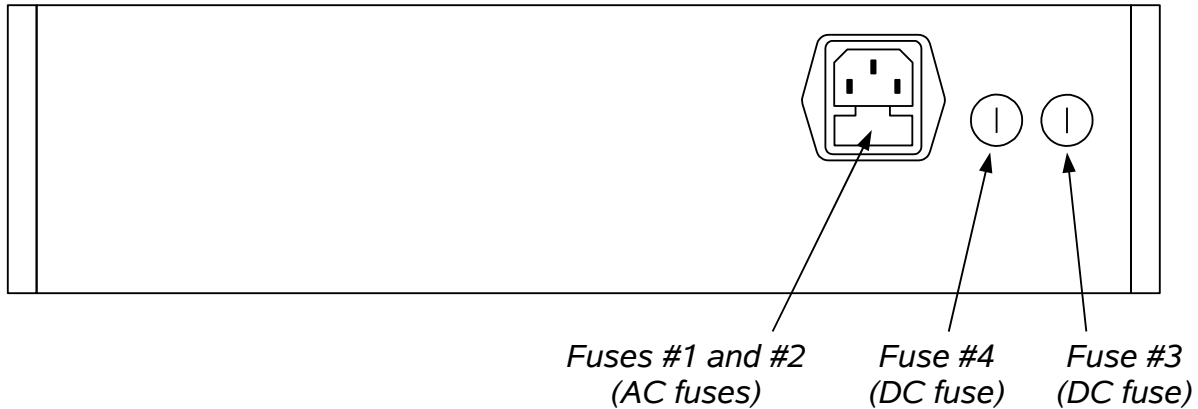 Fuses #1 and #2
(AC fuses)
Fuse #4
(DC fuse)
Fuse #3
(DC fuse)